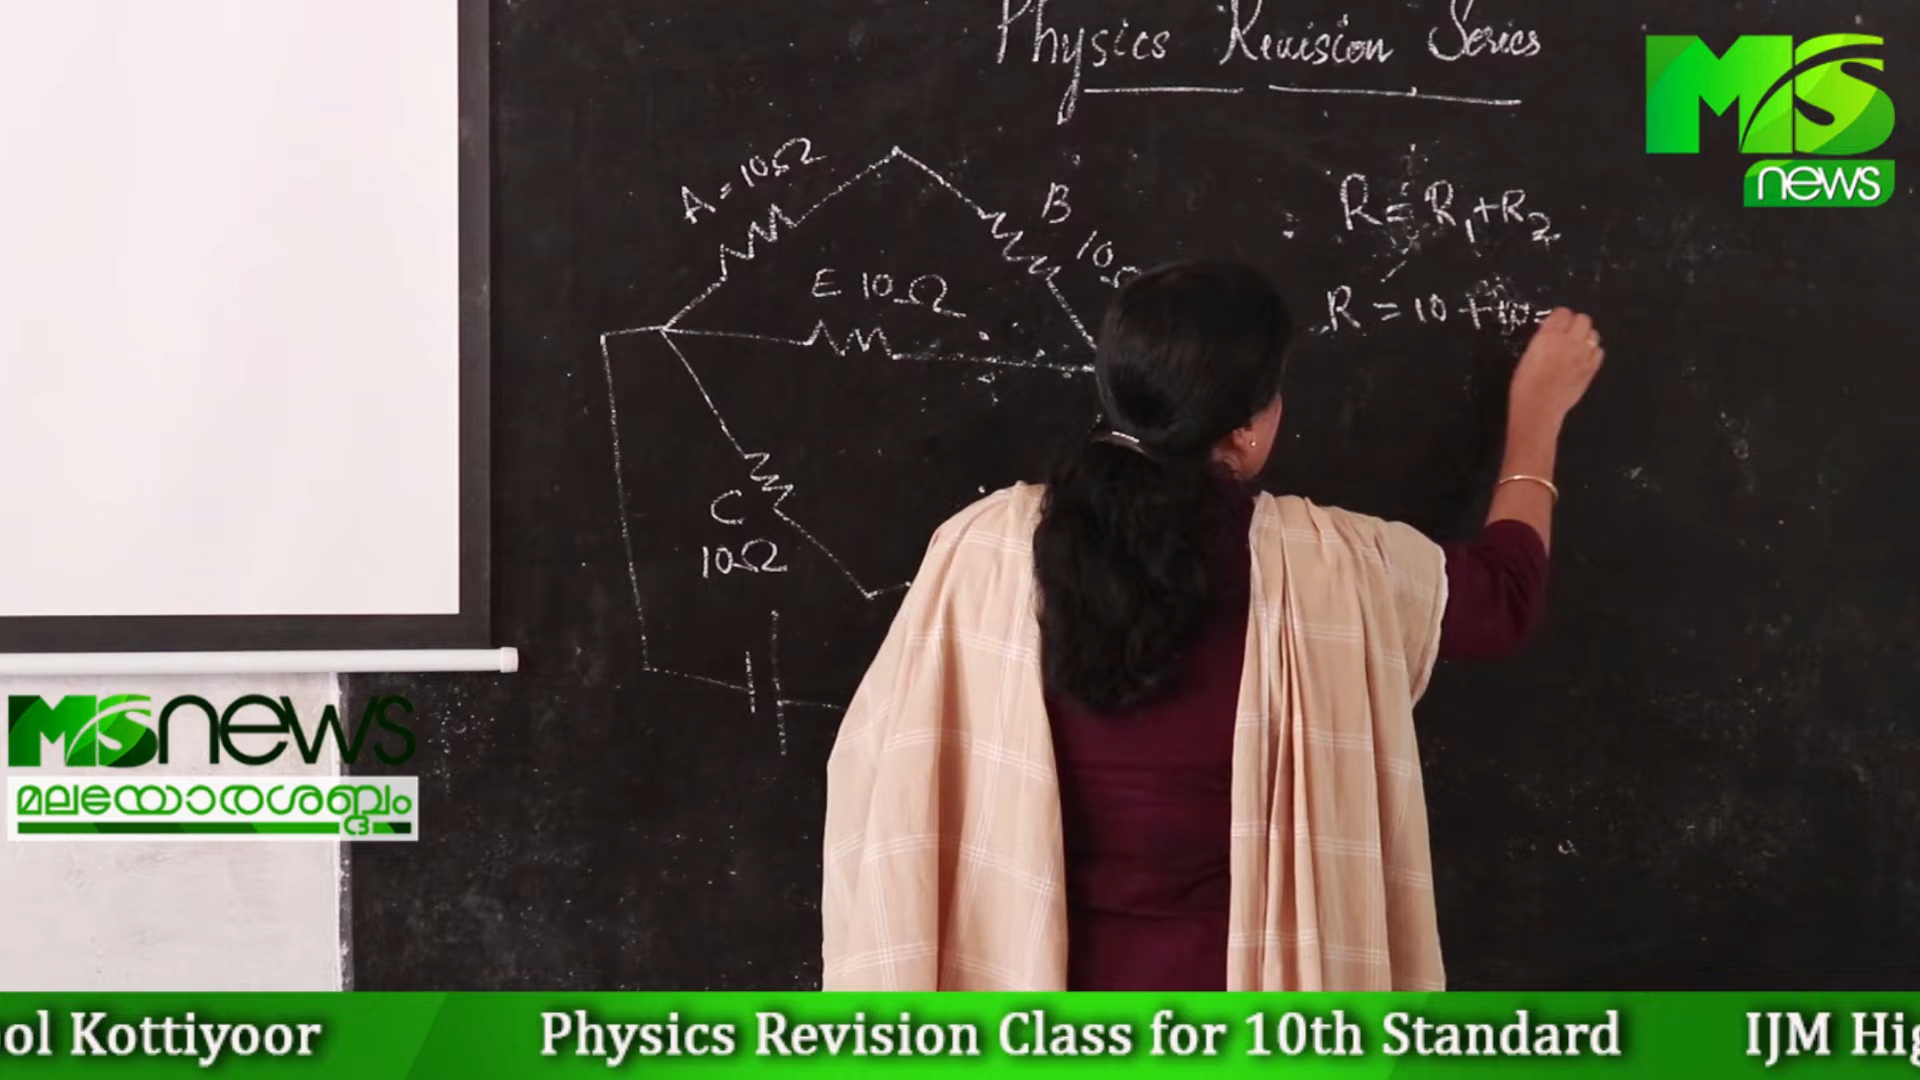 Physics Revision Series
MS
news
A = 10Ω
B
10Ω
E 10Ω
R = R₁+R₂
R = 10 + 10 =
C
10Ω
MSnews
മലയോരശബ്ദം
ol Kottiyoor Physics Revision Class for 10th Standard IJM Hig